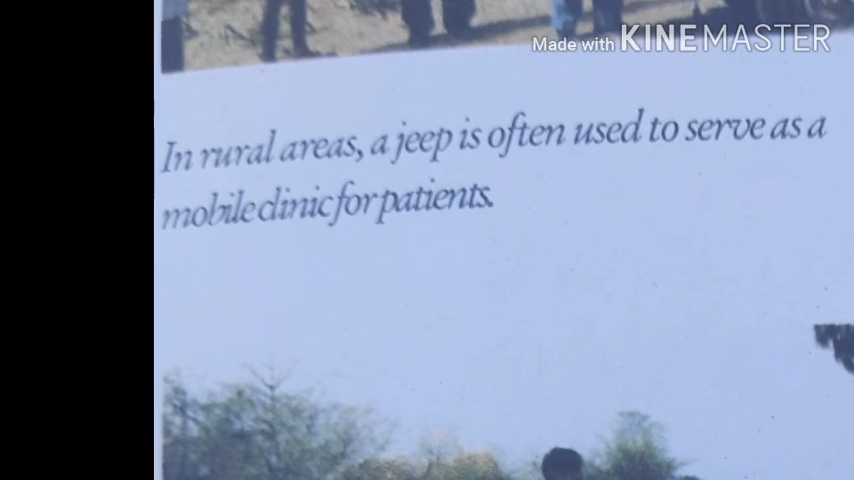 Made with KINEMASTER
In rural areas, a jeep is often used to serve as a
mobile clinic for patients.